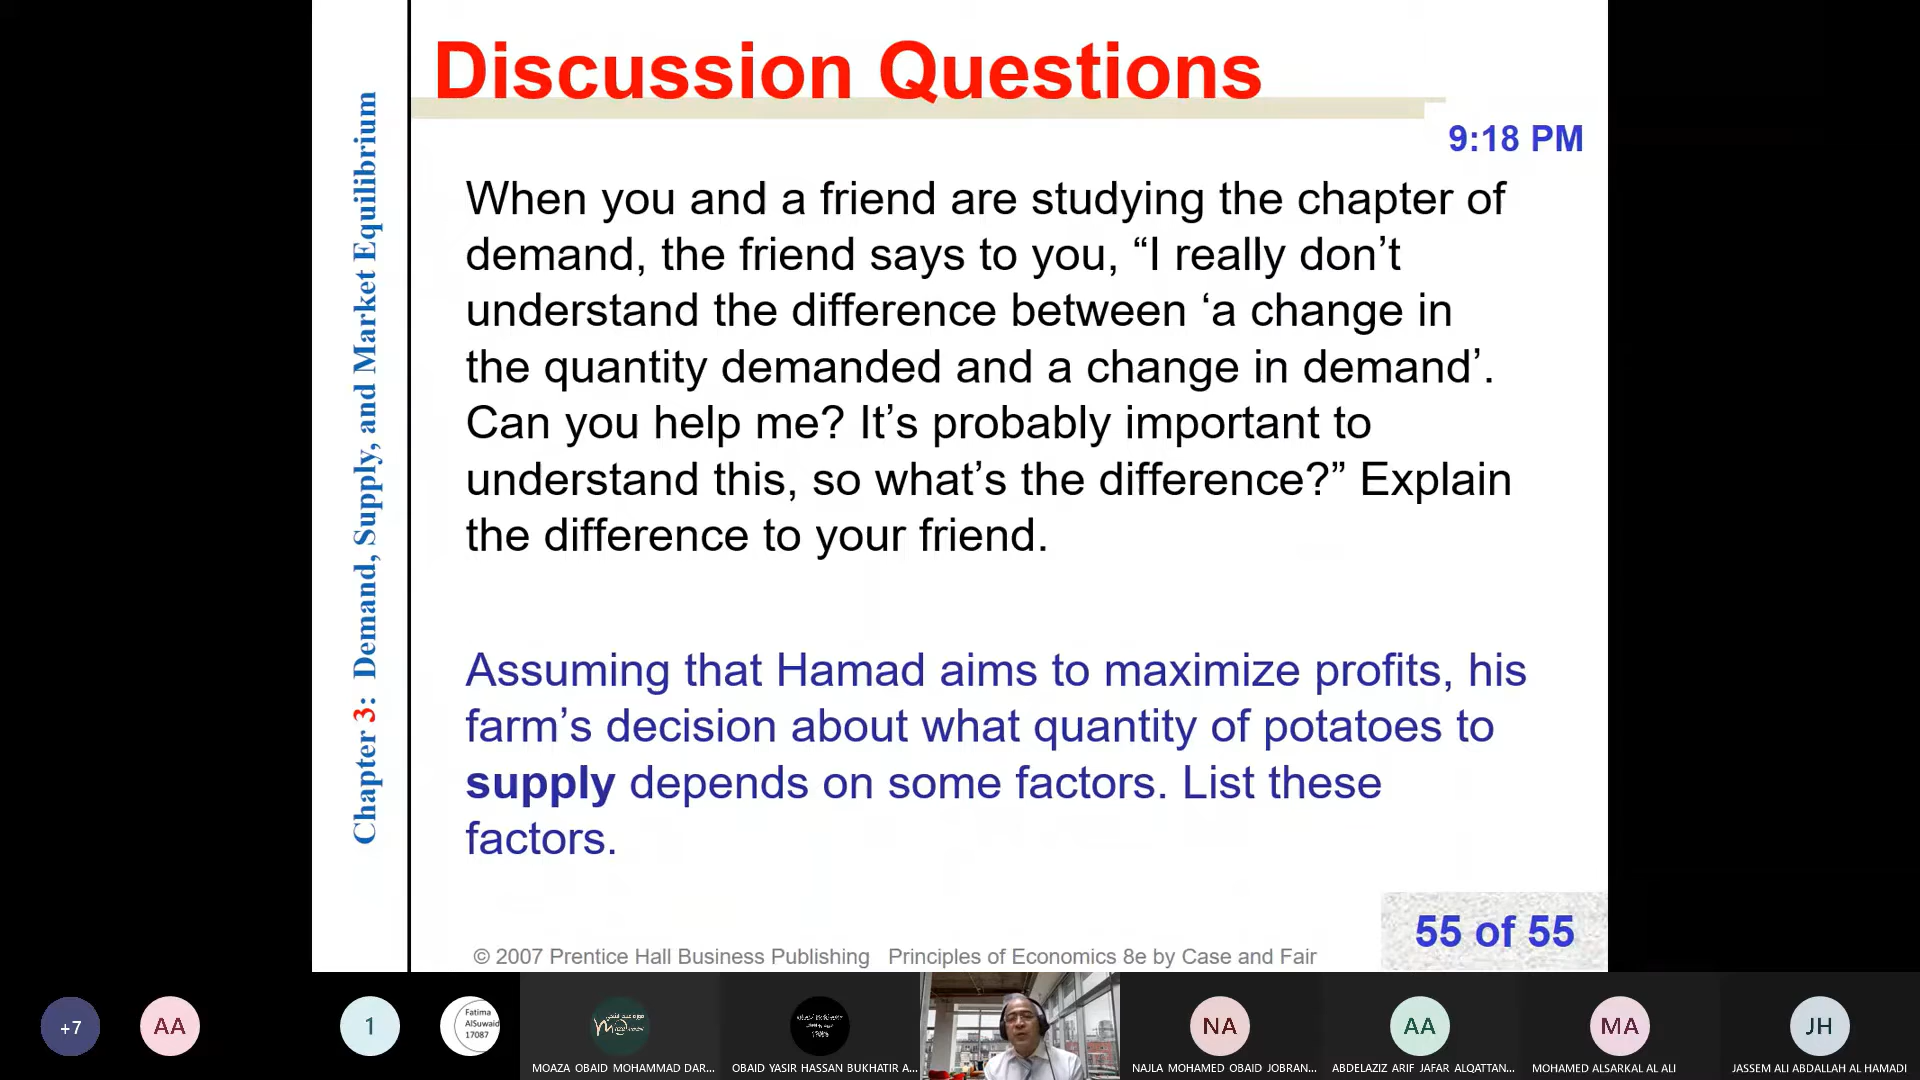 Discussion Questions
9:18 PM
Chapter 3: Demand, Supply, and Market Equilibrium
When you and a friend are studying the chapter of
demand, the friend says to you, “I really don’t
understand the difference between ‘a change in
the quantity demanded and a change in demand’.
Can you help me? It’s probably important to
understand this, so what’s the difference?” Explain
the difference to your friend.
Assuming that Hamad aims to maximize profits, his
farm’s decision about what quantity of potatoes to
supply depends on some factors. List these
factors.
55 of 55
© 2007 Prentice Hall Business Publishing Principles of Economics 8e by Case and Fair
+7
AA
1
Fatima
AlSuwaid
17087
MOAZA OBAID MOHAMMAD DAR...
OBAID YASIR HASSAN BUKHATIR A...
NA
NAJLA MOHAMED OBAID JOBRAN...
AA
ABDELAZIZ ARIF JAFAR ALQATTAN...
MA
MOHAMED ALSARKAL AL ALI
JH
JASSEM ALI ABDALLAH AL HAMADI